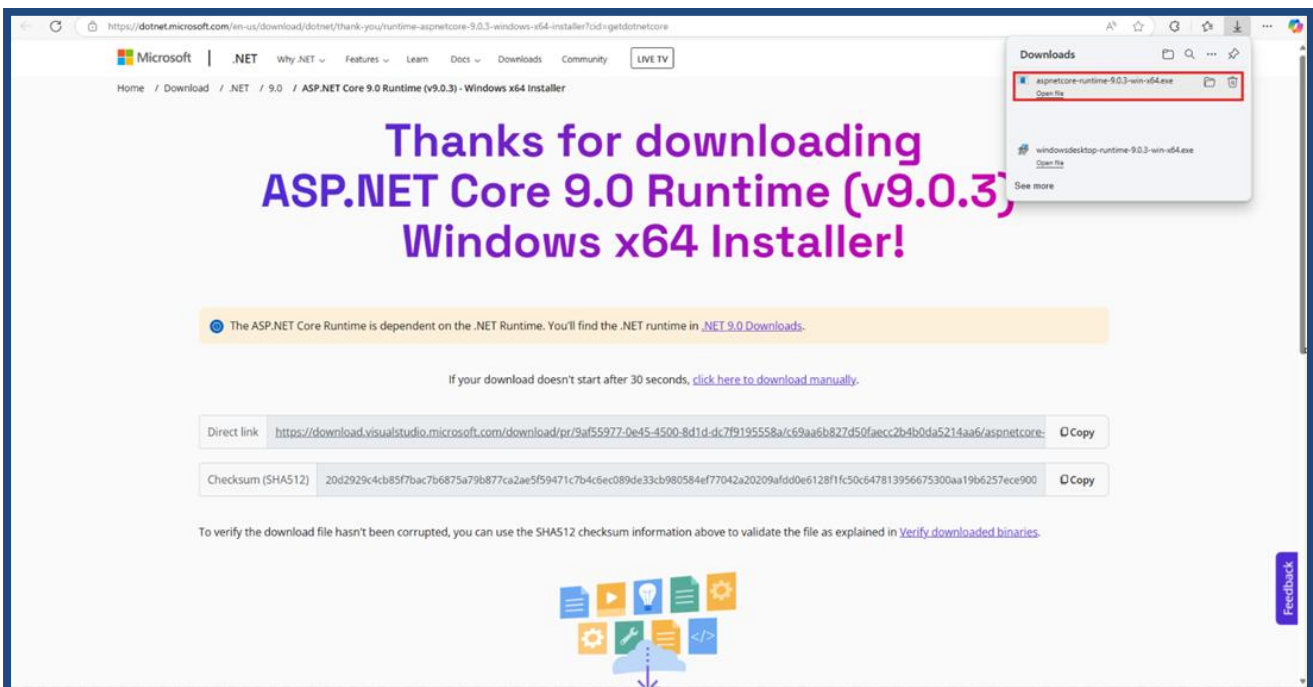 https://dotnet.microsoft.com/en-us/download/dotnet/thank-you/runtime-aspnetcore-9.0.3-windows-x64-installer?cid=getdotnetcore
Microsoft
.NET
Why .NET
Features
Learn
Docs
Downloads
Community
LIVE TV
Home / Download / .NET / 9.0 / ASP.NET Core 9.0 Runtime (v9.0.3) - Windows x64 Installer
Downloads
aspnetcore-runtime-9.0.3-win-x64.exe
Open file
windowsdesktop-runtime-9.0.3-win-x64.exe
Open file
See more
Thanks for downloading
ASP.NET Core 9.0 Runtime (v9.0.3)
Windows x64 Installer!
The ASP.NET Core Runtime is dependent on the .NET Runtime. You'll find the .NET runtime in .NET 9.0 Downloads.
If your download doesn't start after 30 seconds, click here to download manually.
Direct link https://download.visualstudio.microsoft.com/download/pr/9af55977-0e45-4500-8d1d-dc7f9195558a/c69aa6b827d50faecc2b4b0da5214aa6/aspnetcore- Copy
Checksum (SHA512) 20d2929c4cb85f7bac7b6875a79b877ca2ae5f59471c7b4c6ec089de33cb980584ef77042a20209afdd0e6128f1fc50c647813956675300aa19b6257ece900 Copy
To verify the download file hasn't been corrupted, you can use the SHA512 checksum information above to validate the file as explained in Verify downloaded binaries.
</>
Feedback